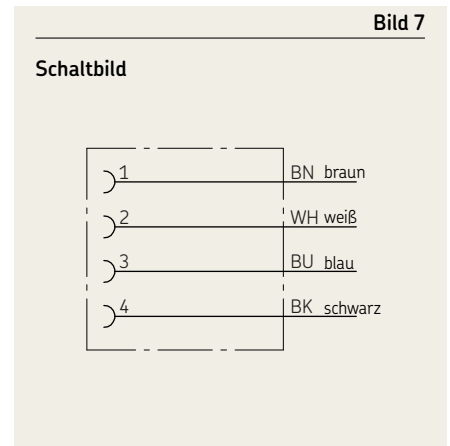 Bild 7
Schaltbild
1 BN braun
2 WH weiß
3 BU blau
4 BK schwarz